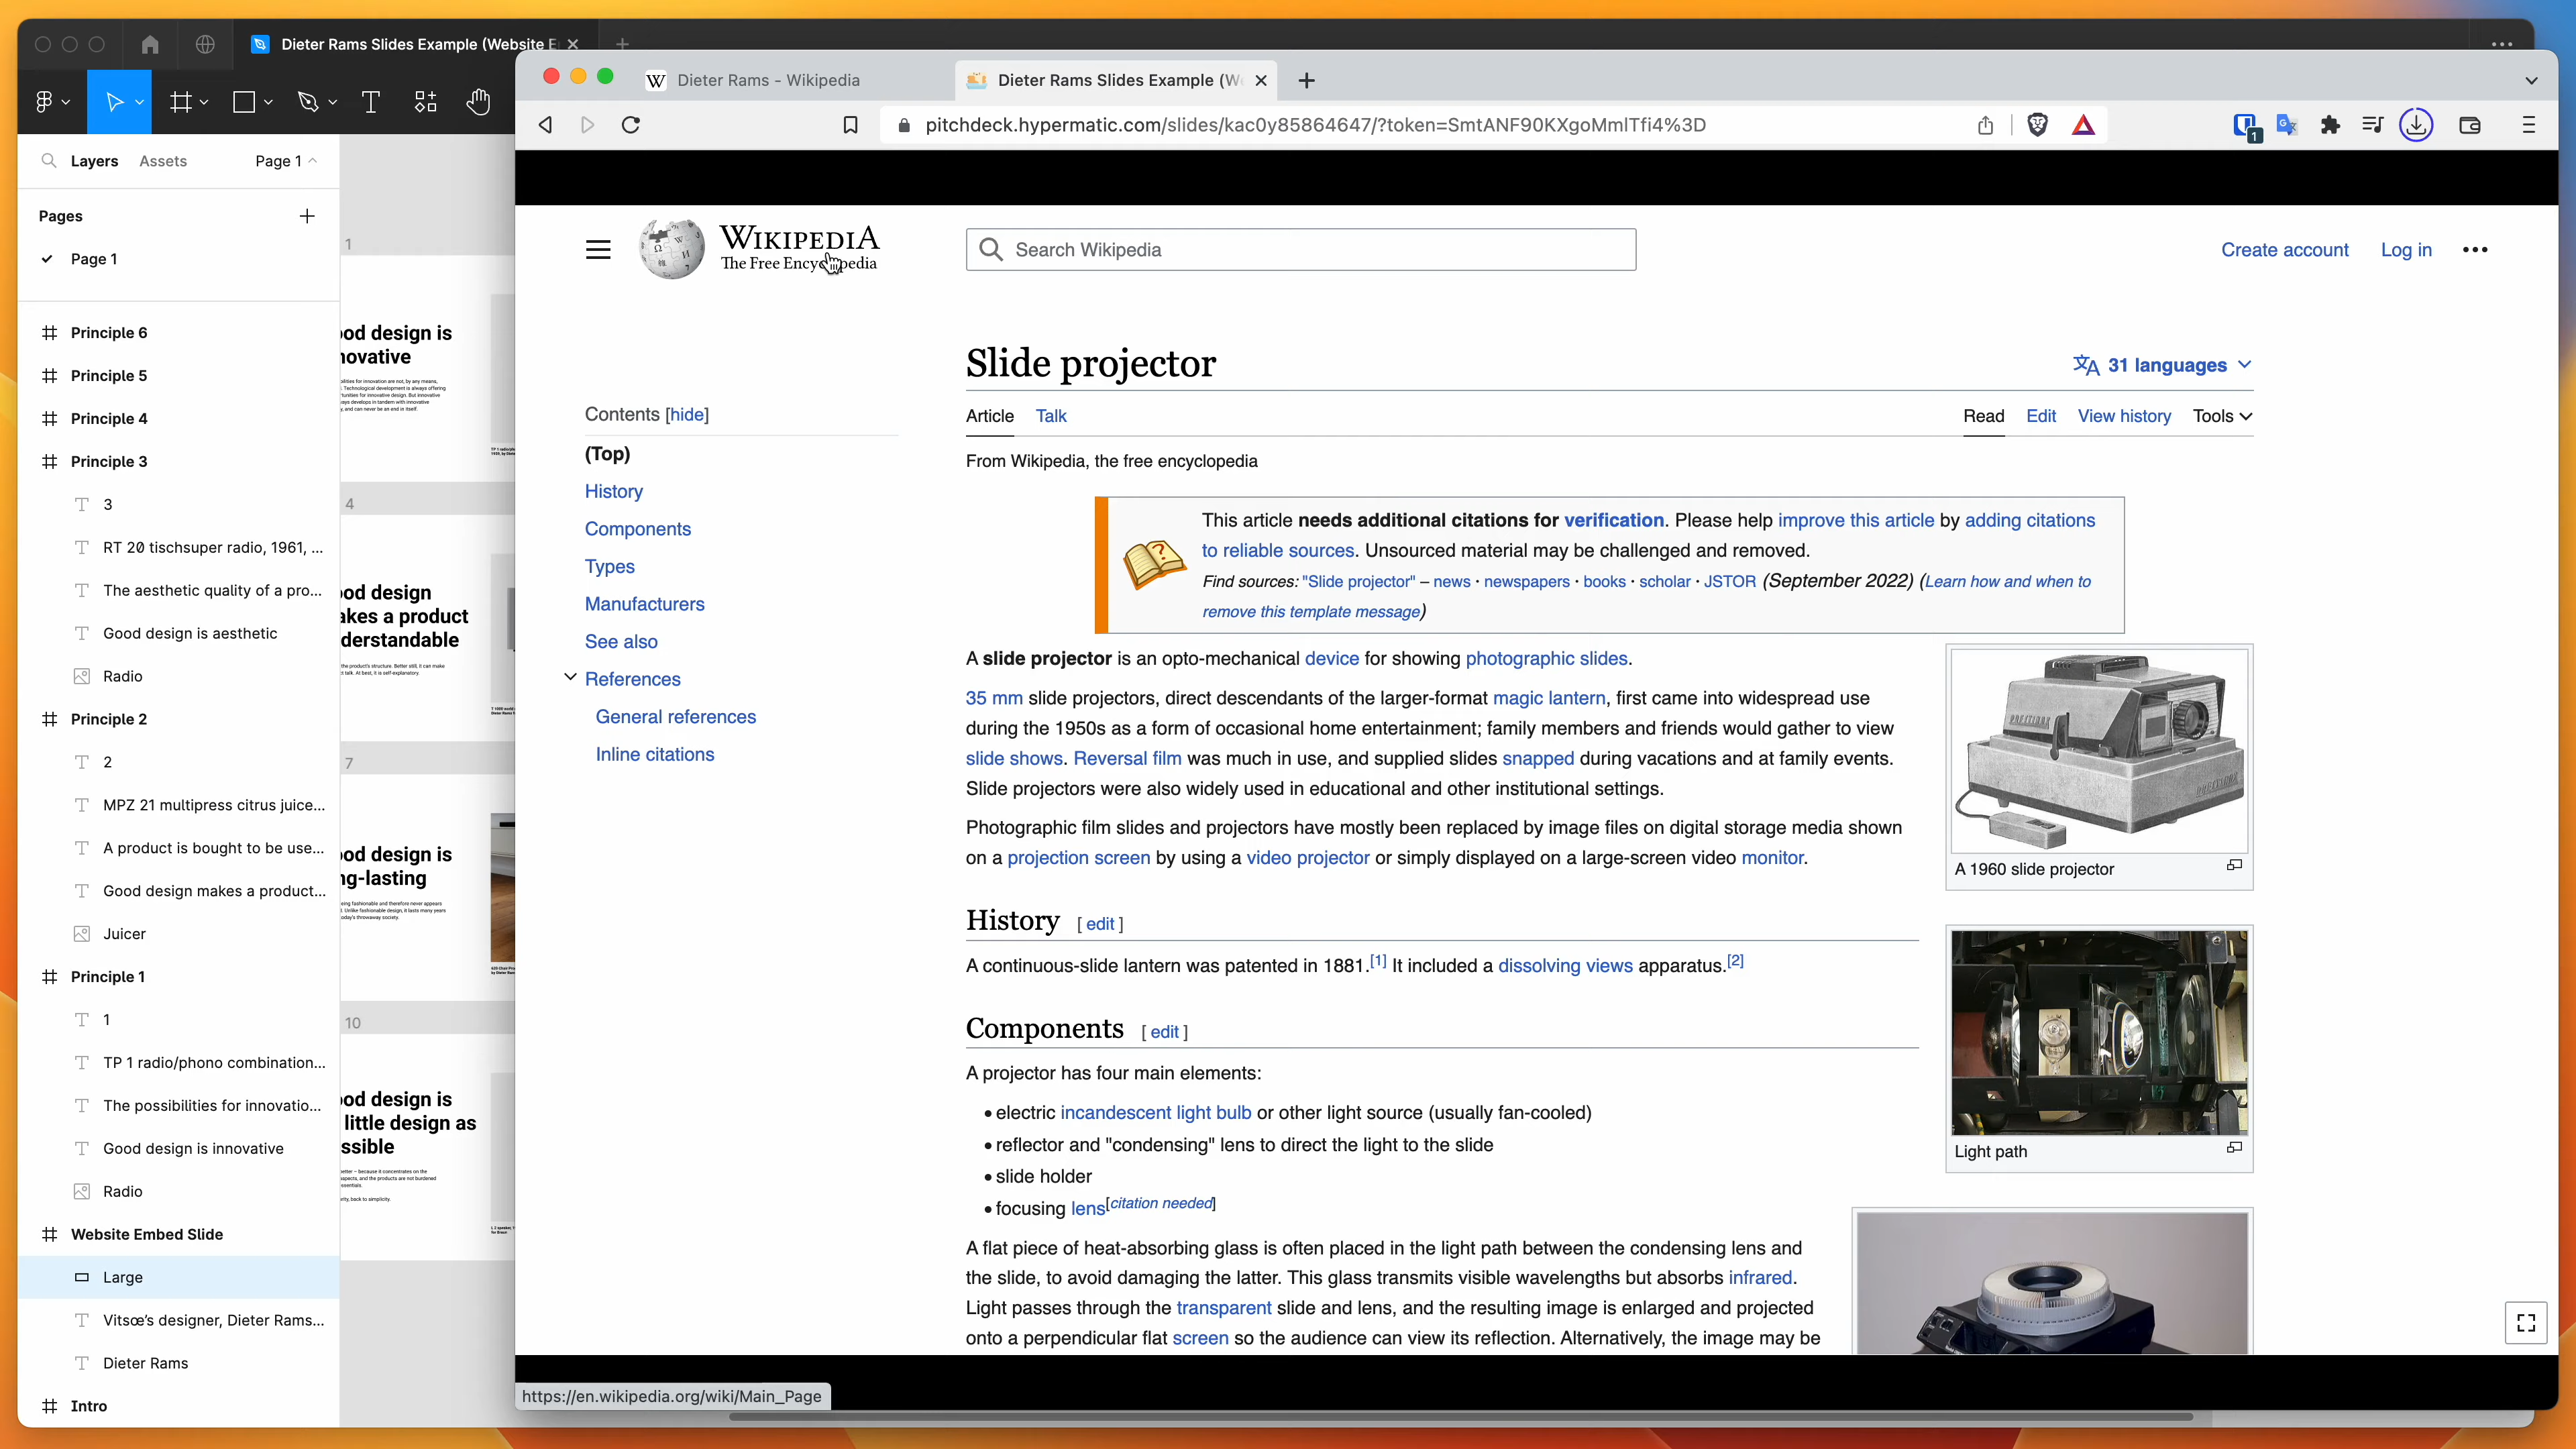 Dieter Rams Slides Example (Website E
Layers Assets Page 1
Pages
Page 1
Principle 6
Principle 5
Principle 4
Principle 3
3
RT 20 tischsuper radio, 1961, ...
The aesthetic quality of a pro...
Good design is aesthetic
Radio
Principle 2
2
MPZ 21 multipress citrus juice...
A product is bought to be use...
Good design makes a product...
Juicer
Principle 1
1
TP 1 radio/phono combination...
The possibilities for innovatio...
Good design is innovative
Radio
Website Embed Slide
Large
Vitsœ's designer, Dieter Rams...
Dieter Rams
Intro
1
ood design is
novative
4
ood design
akes a product
derstandable
7
ood design is
ng-lasting
10
ood design is
little design as
ssible
Dieter Rams - Wikipedia
Dieter Rams Slides Example (We
pitchdeck.hypermatic.com/slides/kac0y85864647/?token=SmtANF90KXgoMmlTfi4%3D
1
WIKIPEDIA
The Free Encyclopedia
Search Wikipedia
Create account Log in
Contents [hide]
(Top)
History
Components
Types
Manufacturers
See also
References
General references
Inline citations
Slide projector
31 languages
Article Talk
Read Edit View history Tools
From Wikipedia, the free encyclopedia
This article needs additional citations for verification. Please help improve this article by adding citations
to reliable sources. Unsourced material may be challenged and removed.
Find sources: "Slide projector" – news · newspapers · books · scholar · JSTOR (September 2022) (Learn how and when to
remove this template message)
A slide projector is an opto-mechanical device for showing photographic slides.
35 mm slide projectors, direct descendants of the larger-format magic lantern, first came into widespread use
during the 1950s as a form of occasional home entertainment; family members and friends would gather to view
slide shows. Reversal film was much in use, and supplied slides snapped during vacations and at family events.
Slide projectors were also widely used in educational and other institutional settings.
Photographic film slides and projectors have mostly been replaced by image files on digital storage media shown
on a projection screen by using a video projector or simply displayed on a large-screen video monitor.
A 1960 slide projector
History [ edit ]
A continuous-slide lantern was patented in 1881.[1] It included a dissolving views apparatus.[2]
Components [ edit ]
A projector has four main elements:
• electric incandescent light bulb or other light source (usually fan-cooled)
• reflector and "condensing" lens to direct the light to the slide
• slide holder
• focusing lens[citation needed]
Light path
A flat piece of heat-absorbing glass is often placed in the light path between the condensing lens and
the slide, to avoid damaging the latter. This glass transmits visible wavelengths but absorbs infrared.
Light passes through the transparent slide and lens, and the resulting image is enlarged and projected
onto a perpendicular flat screen so the audience can view its reflection. Alternatively, the image may be
https://en.wikipedia.org/wiki/Main_Page